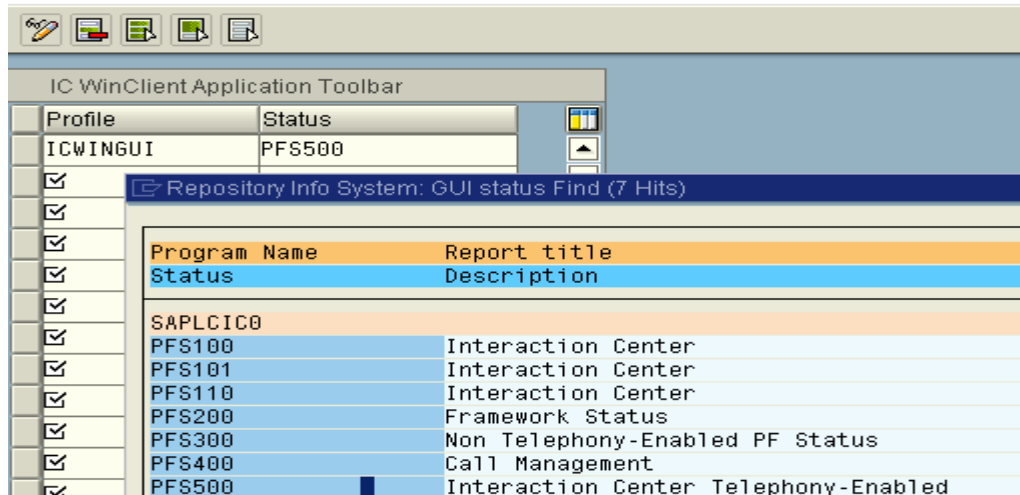 IC WinClient Application Toolbar
Profile Status
ICWINGUI PFS500
Repository Info System: GUI status Find (7 Hits)
Program Name Report title
Status Description
SAPLCIC0
PFS100 Interaction Center
PFS101 Interaction Center
PFS110 Interaction Center
PFS200 Framework Status
PFS300 Non Telephony-Enabled PF Status
PFS400 Call Management
PFS500 Interaction Center Telephony-Enabled